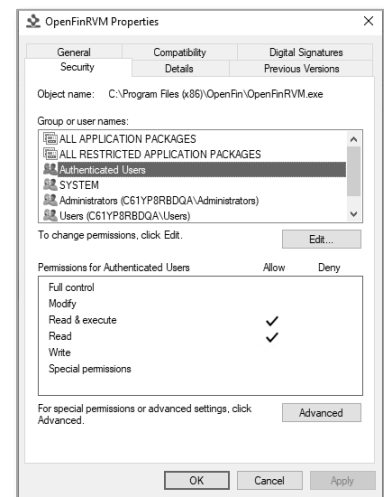 OpenFinRVM Properties
General Compatibility Digital Signatures
Security Details Previous Versions
Object name: C:\Program Files (x86)\OpenFin\OpenFinRVM.exe
Group or user names:
ALL APPLICATION PACKAGES
ALL RESTRICTED APPLICATION PACKAGES
Authenticated Users
SYSTEM
Administrators (C61YP8RBDQA\Administrators)
Users (C61YP8RBDQA\Users)
To change permissions, click Edit. Edit...
Permissions for Authenticated Users Allow Deny
Full control
Modify
Read & execute
Read
Write
Special permissions
For special permissions or advanced settings, click Advanced. Advanced
OK Cancel Apply